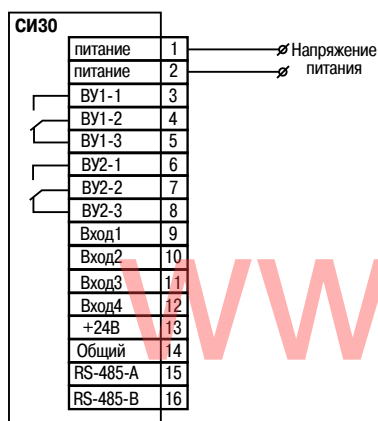 СИ30
питание 1 Напряжение
питание 2 питания
ВУ1-1 3
ВУ1-2 4
ВУ1-3 5
ВУ2-1 6
ВУ2-2 7
ВУ2-3 8
Вход1 9
Вход2 10
Вход3 11
Вход4 12
+24В 13
Общий 14
RS-485-A 15
RS-485-B 16
ww